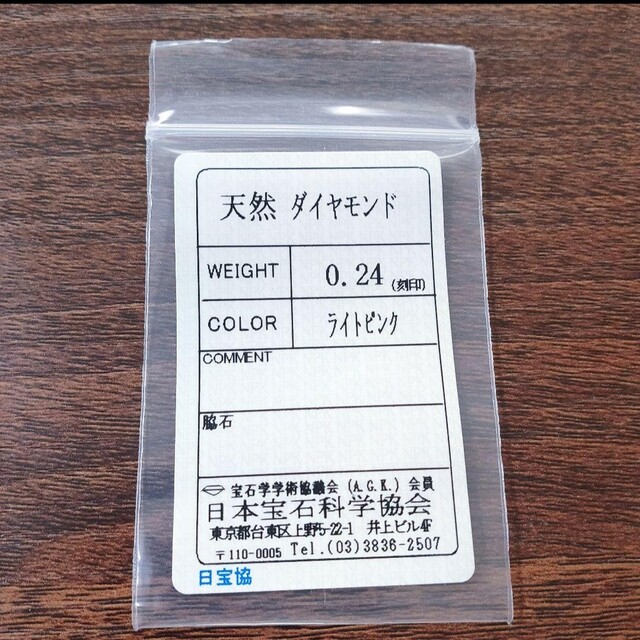 天然 ダイヤモンド
WEIGHT 0.24 (刻印)
COLOR ライトピンク
COMMENT
脇石
宝石学学術協議会 (A.G.K.) 会員
日本宝石科学協会
東京都台東区上野5-22-1 井上ビル4F
〒110-0005 Tel.(03)3836-2507
日宝協